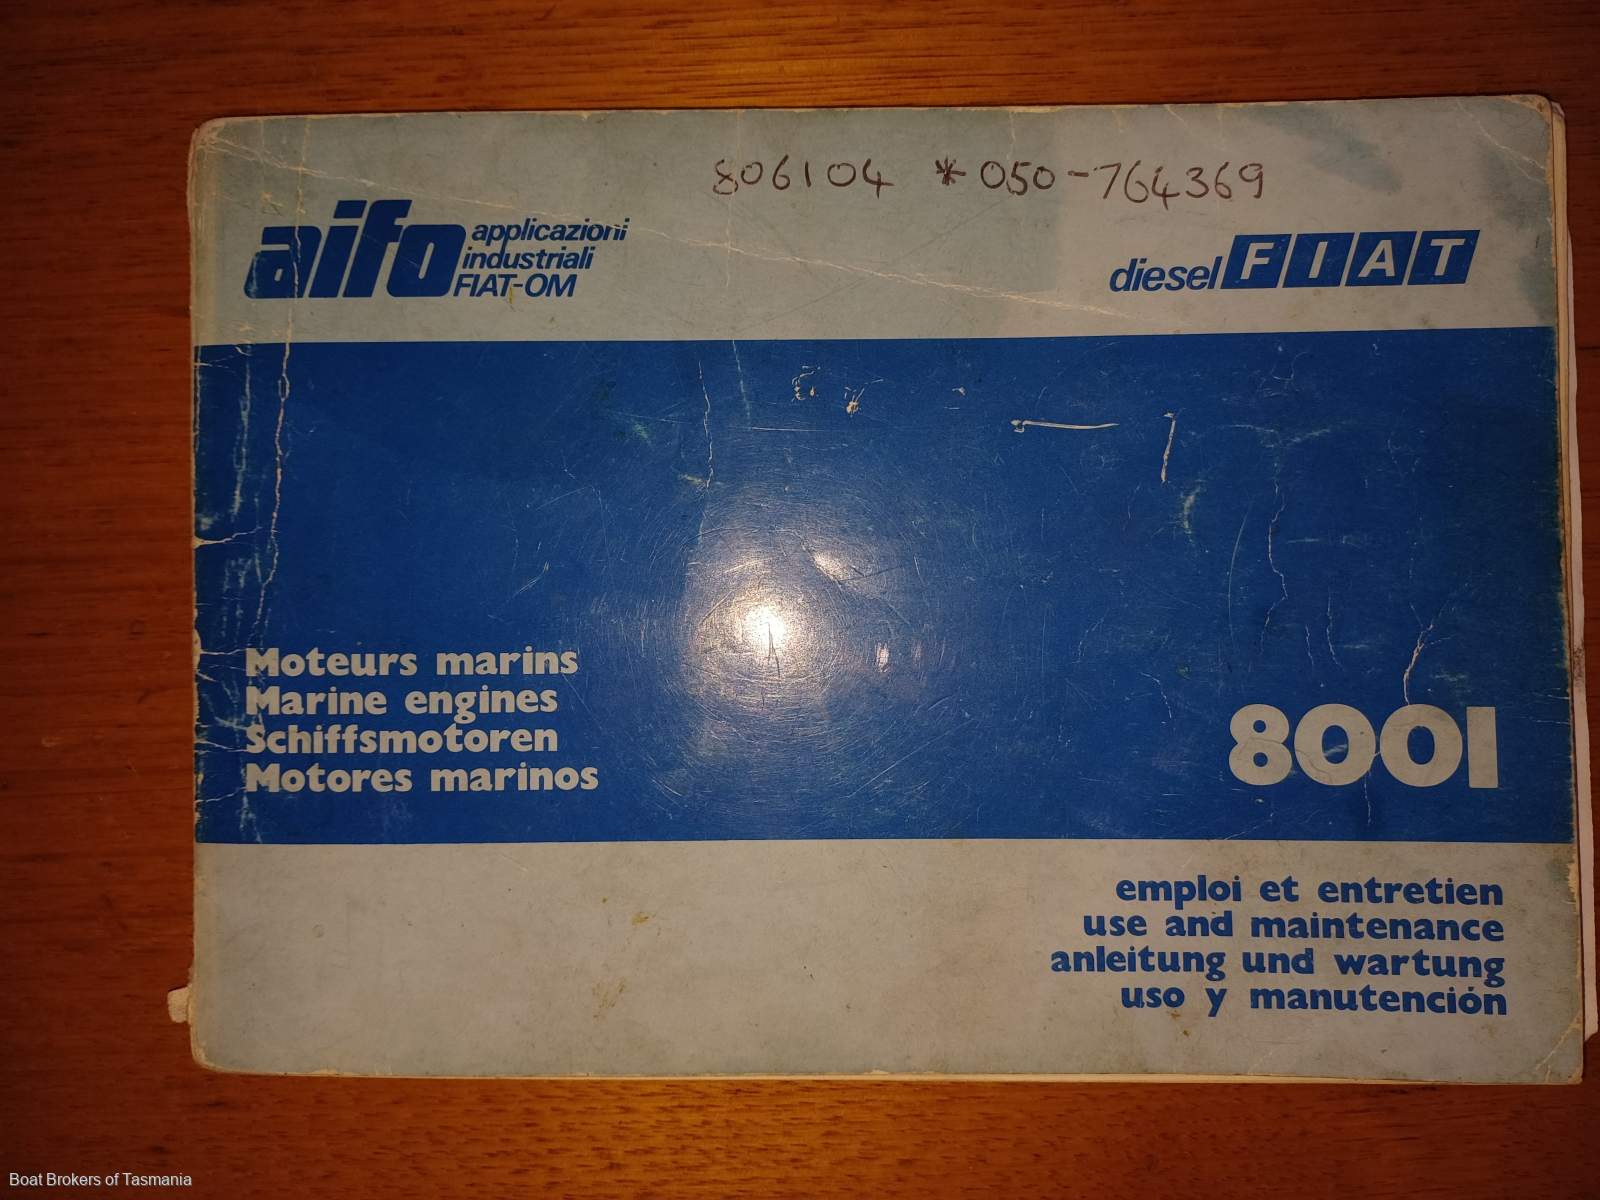 806104 *050-764369
aifo
applicazioni
industriali
FIAT-OM
diesel FIAT
Moteurs marins
Marine engines
Schiffsmotoren
Motores marinos
8001
emploi et entretien
use and maintenance
anleitung und wartung
uso y manutención
Boat Brokers of Tasmania